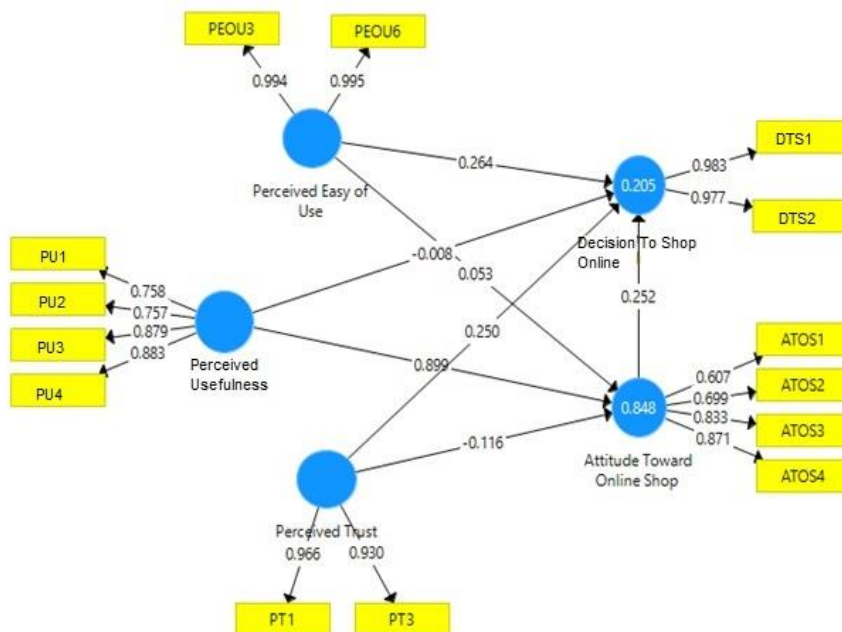 PEOU3
PEOU6
0.994
0.995
Perceived Easy of
Use
0.264
0.205
0.983
DTS1
0.977
DTS2
Decision To Shop
Online
PU1
PU2
PU3
PU4
0.758
0.757
0.879
0.883
Perceived
Usefulness
-0.008
0.053
0.250
0.252
0.899
-0.116
0.848
Attitude Toward
Online Shop
0.607
0.699
0.833
0.871
ATOS1
ATOS2
ATOS3
ATOS4
Perceived Trust
0.966
0.930
PT1
PT3